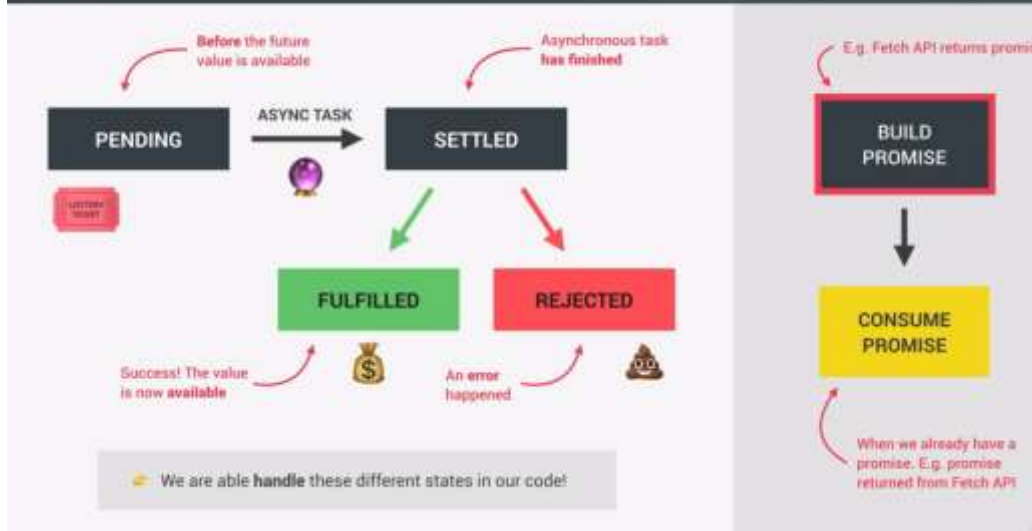 Before the future
value is available
Asynchronous task
has finished
PENDING
ASYNC TASK
SETTLED
LOTTERY
TICKET
FULFILLED
REJECTED
Success! The value
is now available
An error
happened
We are able handle these different states in our code!
E.g. Fetch API returns promi
BUILD
PROMISE
CONSUME
PROMISE
When we already have a
promise. E.g. promise
returned from Fetch API